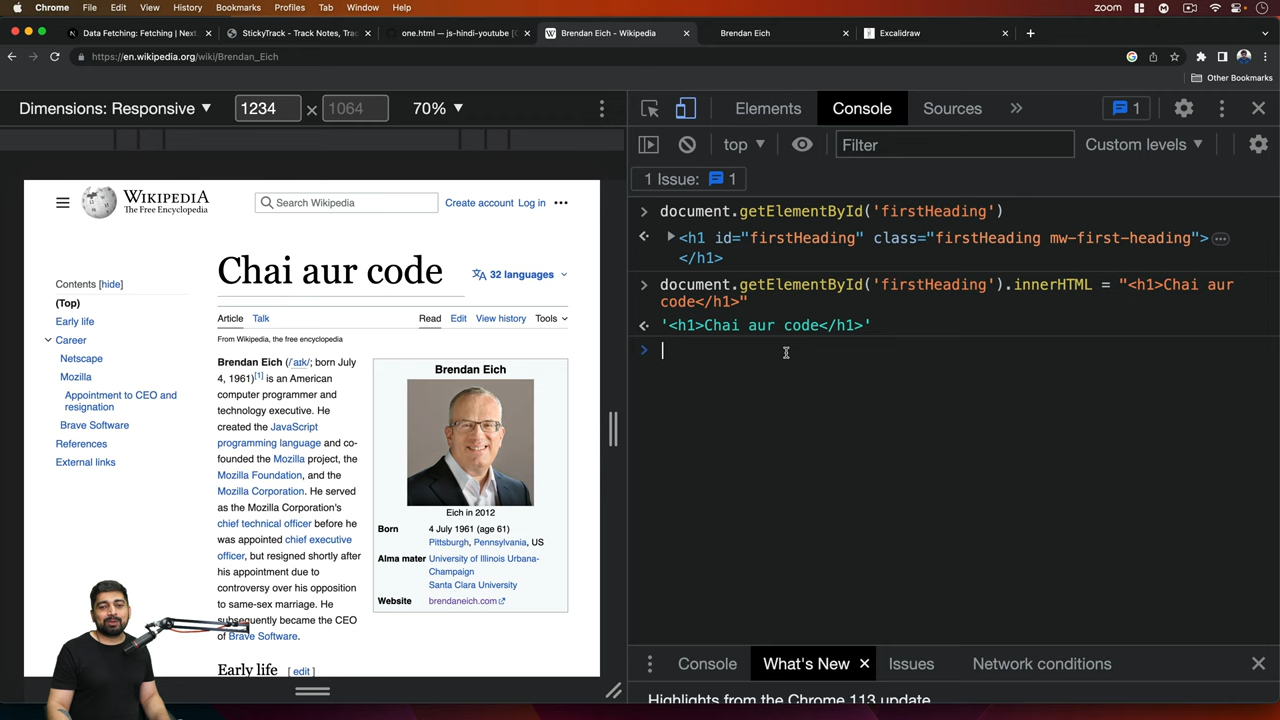 Chrome File Edit View History Bookmarks Profiles Tab Window Help zoom
Data Fetching: Fetching | Next. StickyTrack - Track Notes, Trac one.html — js-hindi-youtube [ Brendan Eich - Wikipedia Brendan Eich Excalidraw
https://en.wikipedia.org/wiki/Brendan_Eich
Other Bookmarks
Dimensions: Responsive 1234 × 1064 70%
Elements Console Sources 1
top Filter Custom levels
1 Issue: 1
WIKIPEDIA
The Free Encyclopedia
Search Wikipedia
Create account Log in
Contents [hide]
(Top)
Early life
Career
Netscape
Mozilla
Appointment to CEO and
resignation
Brave Software
References
External links
Chai aur code
32 languages
Article Talk Read Edit View history Tools
From Wikipedia, the free encyclopedia
Brendan Eich (/ˈaɪk/; born July
4, 1961)[1] is an American
computer programmer and
technology executive. He
created the JavaScript
programming language and co-
founded the Mozilla project, the
Mozilla Foundation, and the
Mozilla Corporation. He served
as the Mozilla Corporation's
chief technical officer before he
was appointed chief executive
officer, but resigned shortly after
his appointment due to
controversy over his opposition
to same-sex marriage. He
subsequently became the CEO
of Brave Software.
Early life [ edit ]
Brendan Eich
Eich in 2012
Born 4 July 1961 (age 61)
Pittsburgh, Pennsylvania, US
Alma mater University of Illinois Urbana-
Champaign
Santa Clara University
Website brendaneich.com
document.getElementById('firstHeading')
<h1 id="firstHeading" class="firstHeading mw-first-heading">
</h1>
document.getElementById('firstHeading').innerHTML = "<h1>Chai aur
code</h1>"
'<h1>Chai aur code</h1>'
Console What's New Issues Network conditions
Highlights from the Chrome 113 update